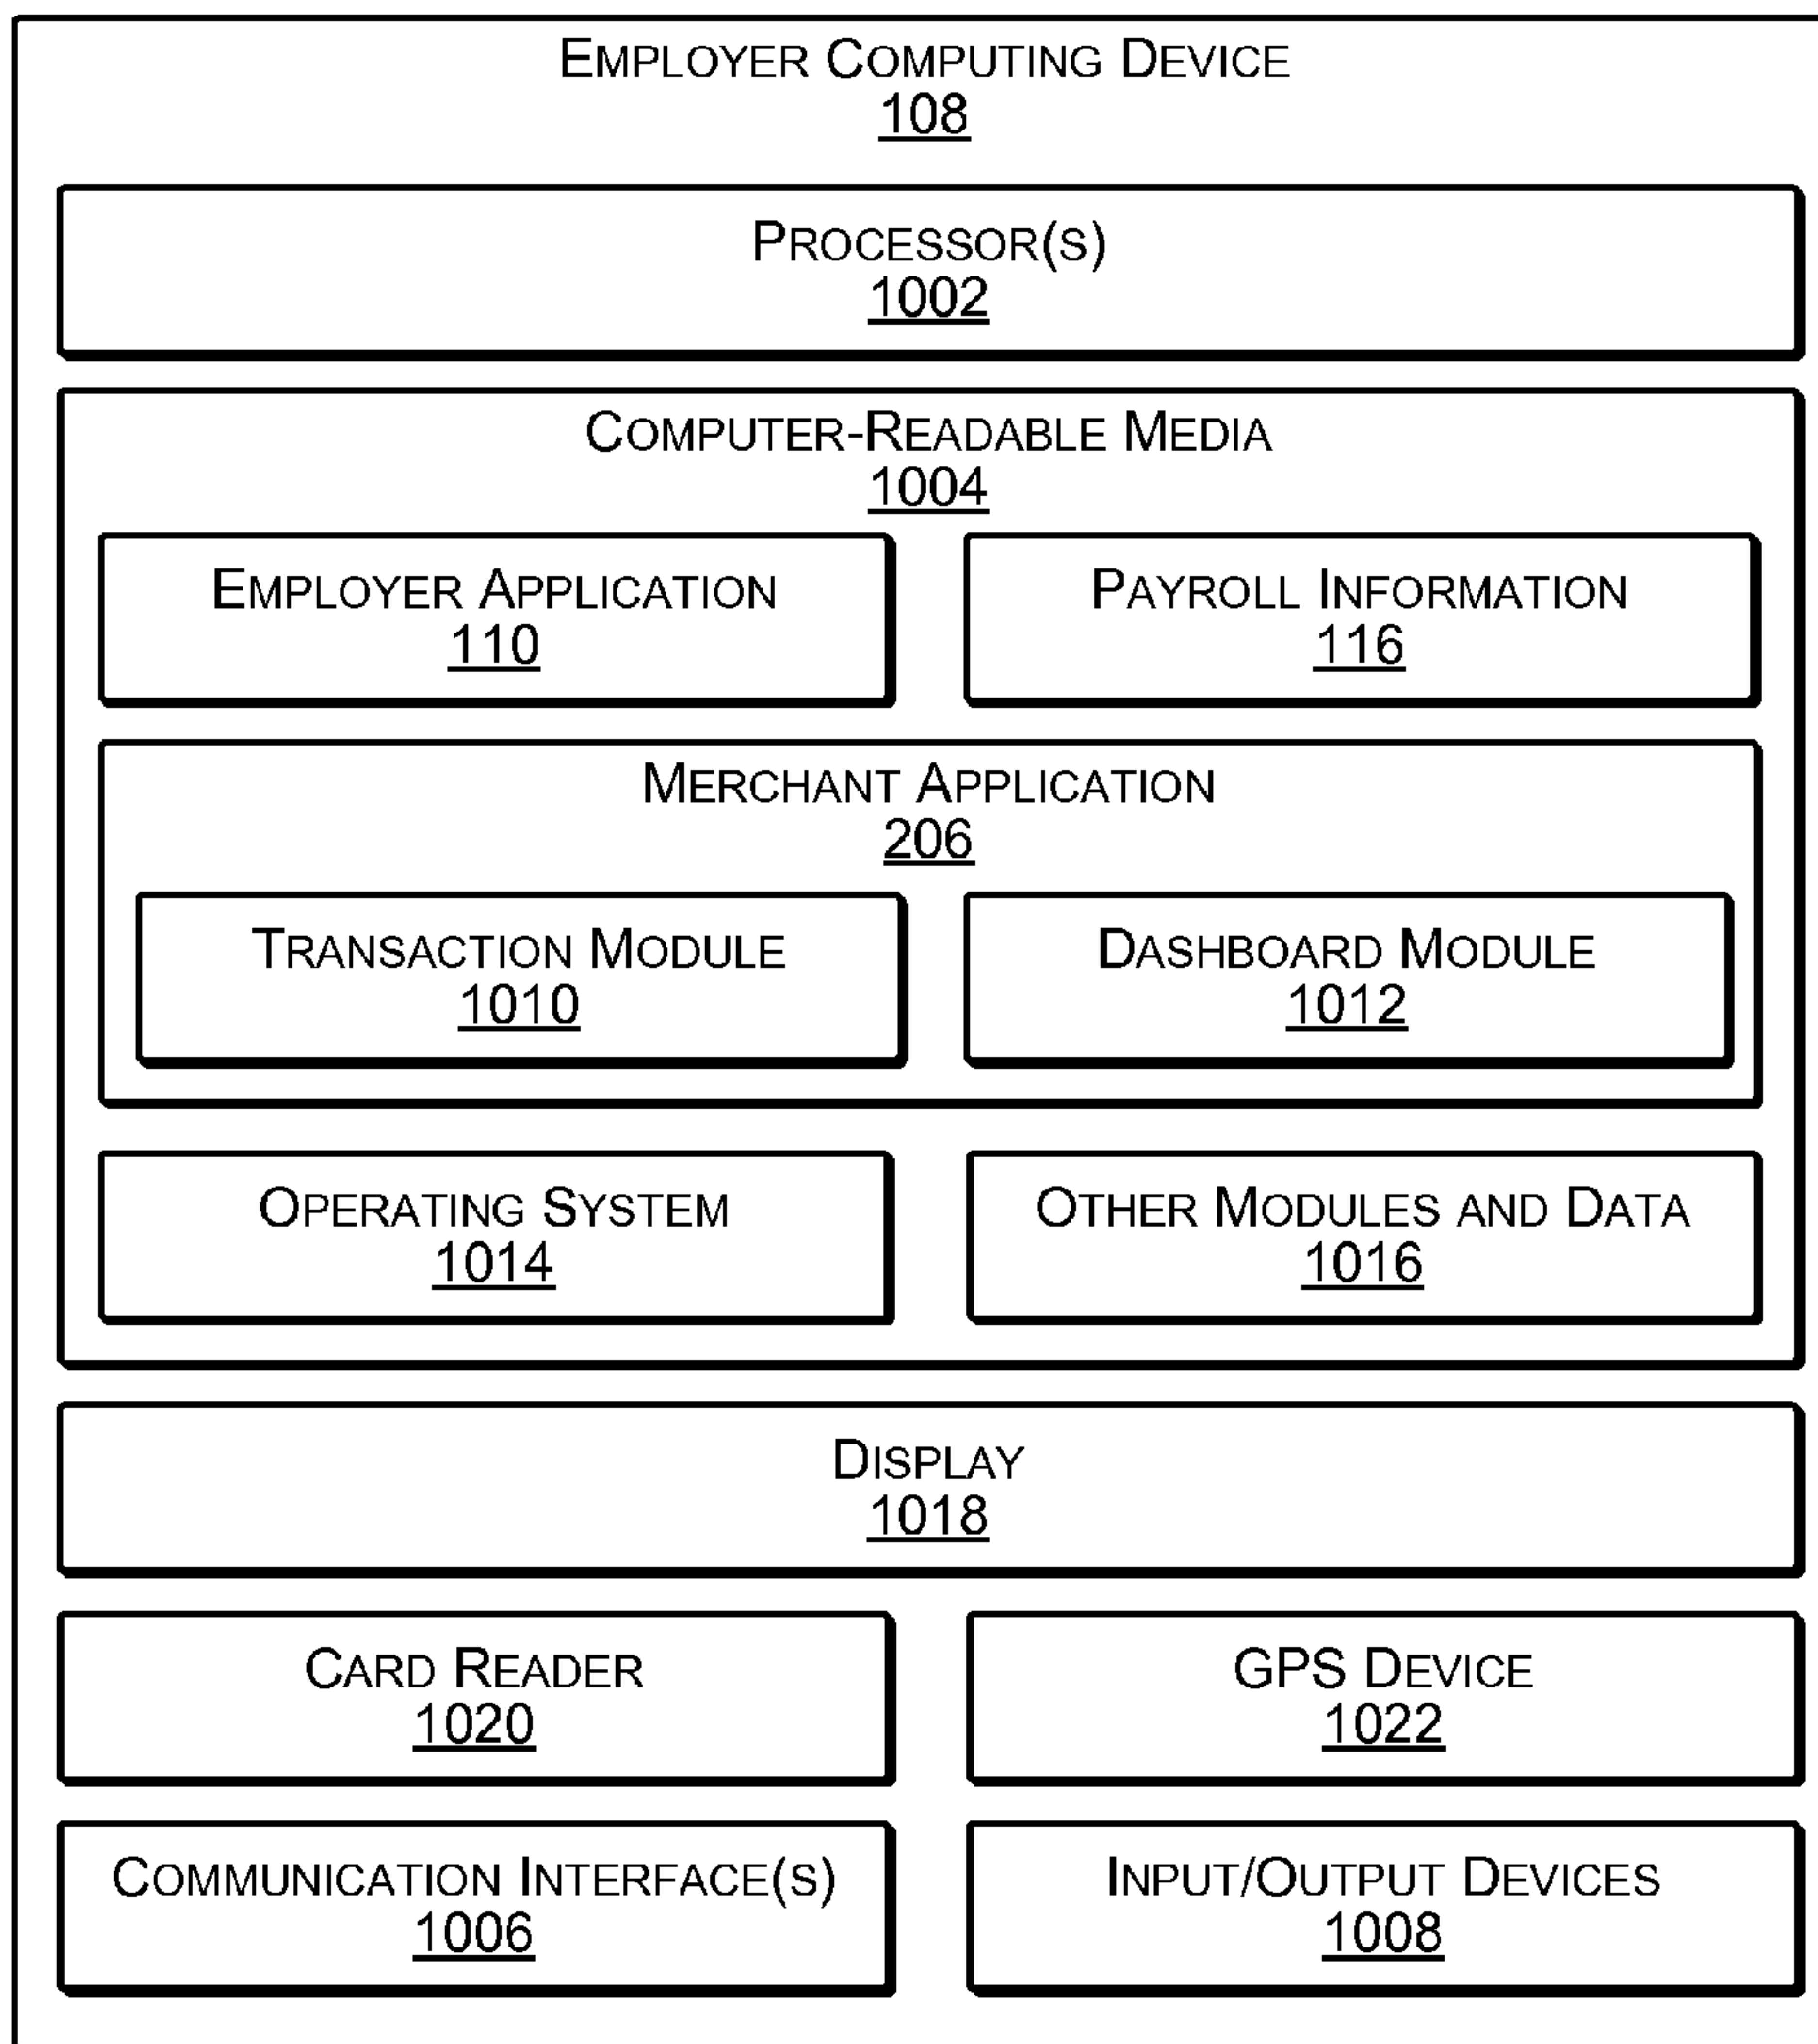 EMPLOYER COMPUTING DEVICE
108
PROCESSOR(S)
1002
COMPUTER-READABLE MEDIA
1004
EMPLOYER APPLICATION
110
PAYROLL INFORMATION
116
MERCHANT APPLICATION
206
TRANSACTION MODULE
1010
DASHBOARD MODULE
1012
OPERATING SYSTEM
1014
OTHER MODULES AND DATA
1016
DISPLAY
1018
CARD READER
1020
GPS DEVICE
1022
COMMUNICATION INTERFACE(S)
1006
INPUT/OUTPUT DEVICES
1008